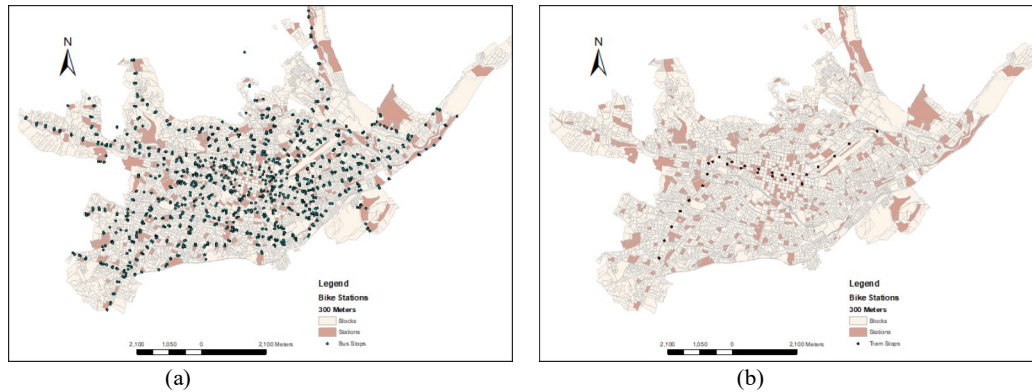 N
Legend
Bike Stations
300 Meters
Blocks
Stations
Bus Stops
2,100 1,050 0 2,100 Meters
(a)
N
Legend
Bike Stations
300 Meters
Blocks
Stations
Tram Stops
2,100 1,050 0 2,100 Meters
(b)